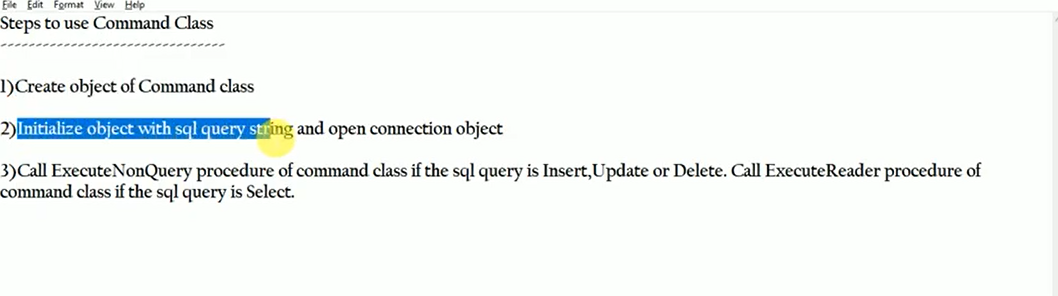 File Edit Format View Help
Steps to use Command Class
--------------------------------
1)Create object of Command class
2)Initialize object with sql query string and open connection object
3)Call ExecuteNonQuery procedure of command class if the sql query is Insert,Update or Delete. Call ExecuteReader procedure of
command class if the sql query is Select.